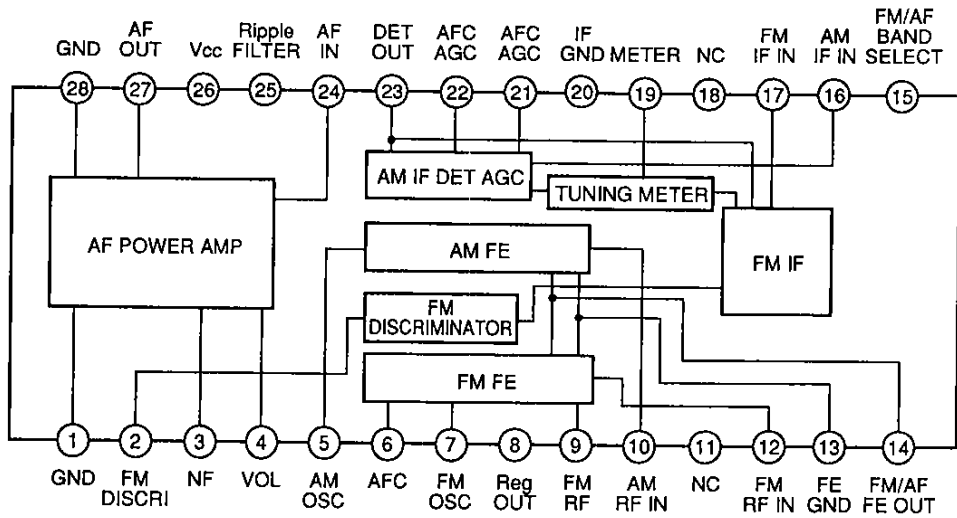 GND
AF
OUT
Vcc
Ripple
FILTER
AF
IN
DET
OUT
AFC
AGC
AFC
AGC
IF
GND
METER
NC
FM
IF IN
AM
IF IN
FM/AF
BAND
SELECT
28
27
26
25
24
23
22
21
20
19
18
17
16
15
AM IF DET AGC
TUNING METER
AF POWER AMP
AM FE
FM IF
FM
DISCRIMINATOR
FM FE
1
2
3
4
5
6
7
8
9
10
11
12
13
14
GND
FM
DISCRI
NF
VOL
AM
OSC
AFC
FM
OSC
Reg
OUT
FM
RF
AM
RF IN
NC
FM
RF IN
FE
GND
FM/AF
FE OUT